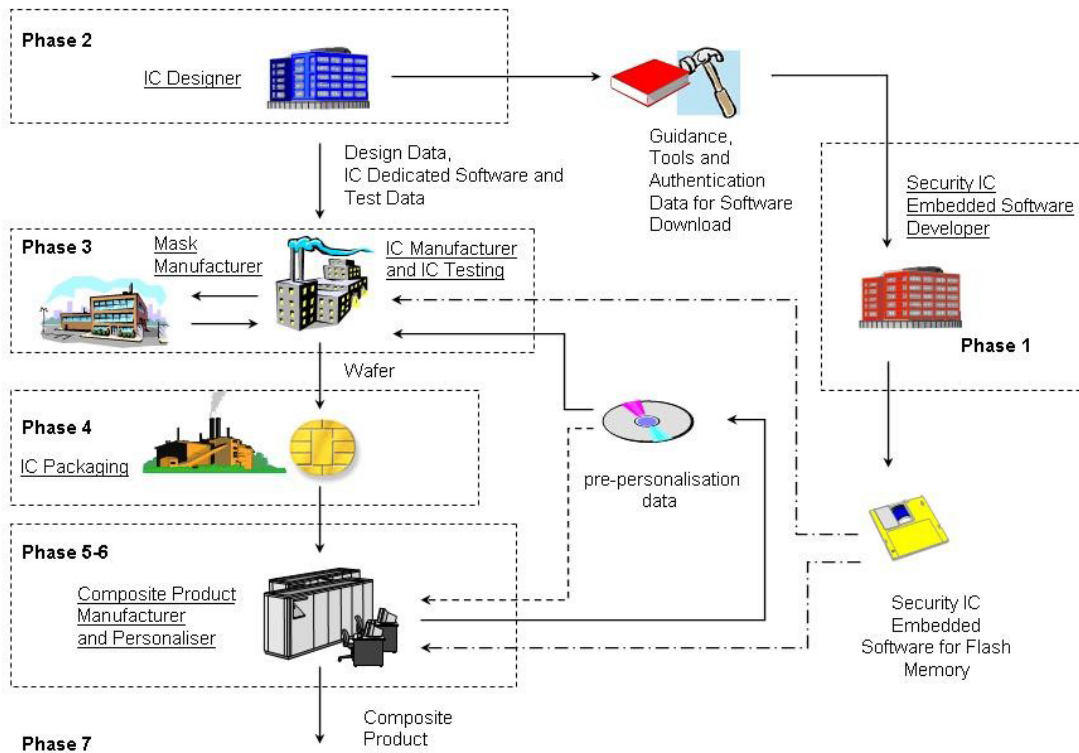 Phase 2
IC Designer
Guidance,
Tools and
Authentication
Data for Software
Download
Design Data,
IC Dedicated Software and
Test Data
Security IC
Embedded Software
Developer
Phase 1
Phase 3
Mask
Manufacturer
IC Manufacturer
and IC Testing
Wafer
Phase 4
IC Packaging
pre-personalisation
data
Phase 5-6
Composite Product
Manufacturer
and Personaliser
Security IC
Embedded
Software for Flash
Memory
Composite
Product
Phase 7